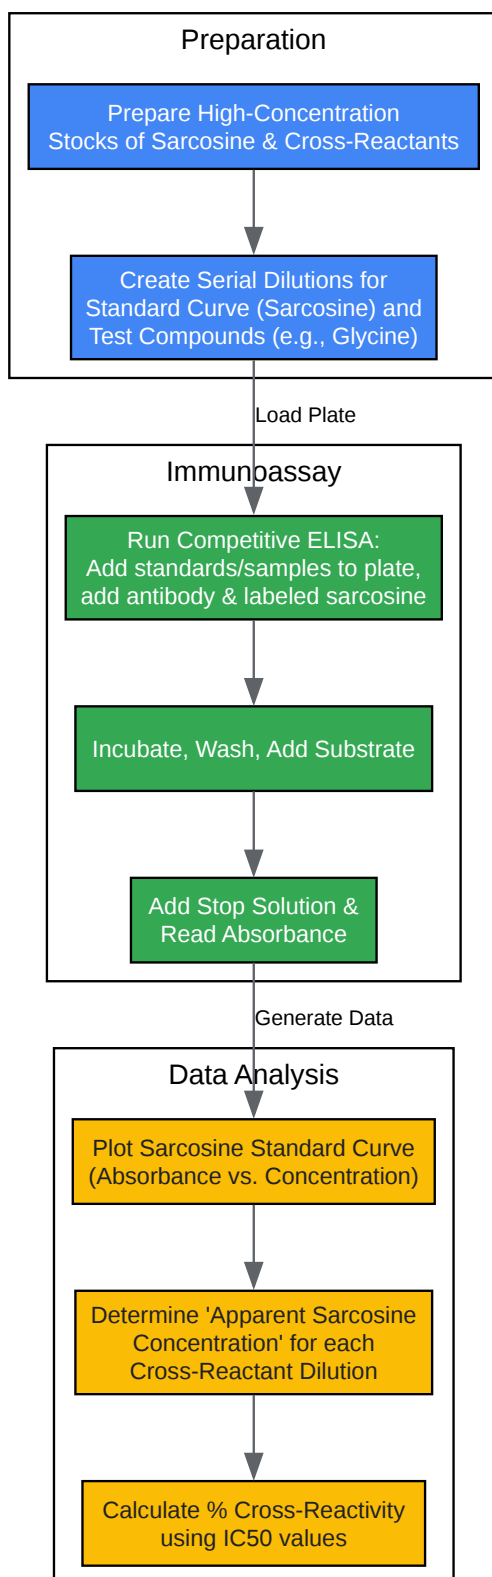 Preparation
Prepare High-Concentration
Stocks of Sarcosine & Cross-Reactants
Create Serial Dilutions for
Standard Curve (Sarcosine) and
Test Compounds (e.g., Glycine)
Load Plate
Immunoassay
Run Competitive ELISA:
Add standards/samples to plate,
add antibody & labeled sarcosine
Incubate, Wash, Add Substrate
Add Stop Solution &
Read Absorbance
Generate Data
Data Analysis
Plot Sarcosine Standard Curve
(Absorbance vs. Concentration)
Determine 'Apparent Sarcosine
Concentration' for each
Cross-Reactant Dilution
Calculate % Cross-Reactivity
using IC50 values